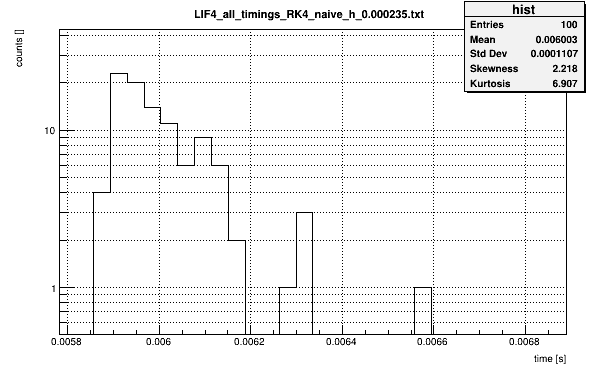 LIF4_all_timings_RK4_naive_h_0.000235.txt
hist
Entries 100
Mean 0.006003
Std Dev 0.0001107
Skewness 2.218
Kurtosis 6.907
counts []
10
1
0.0058 0.006 0.0062 0.0064 0.0066 0.0068
time [s]